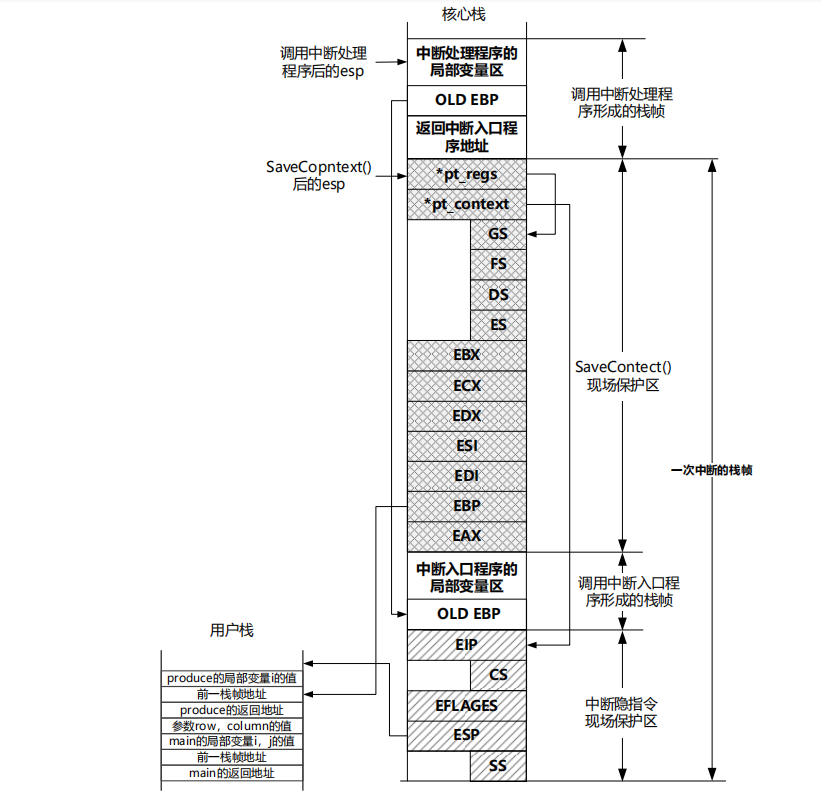 核心栈
调用中断处理
程序后的esp
中断处理程序的
局部变量区
OLD EBP
返回中断入口程
序地址
调用中断处理程
序形成的栈帧
SaveCopntext()
后的esp
*pt_regs
*pt_context
GS
FS
DS
ES
EBX
ECX
EDX
ESI
EDI
EBP
EAX
SaveContect()
现场保护区
一次中断的栈帧
中断入口程序的
局部变量区
OLD EBP
调用中断入口程
序形成的栈帧
EIP
CS
EFLAGES
ESP
SS
中断隐指令
现场保护区
用户栈
produce的局部变量i的值
前一栈帧地址
produce的返回地址
参数row，column的值
main的局部变量i，j的值
前一栈帧地址
main的返回地址